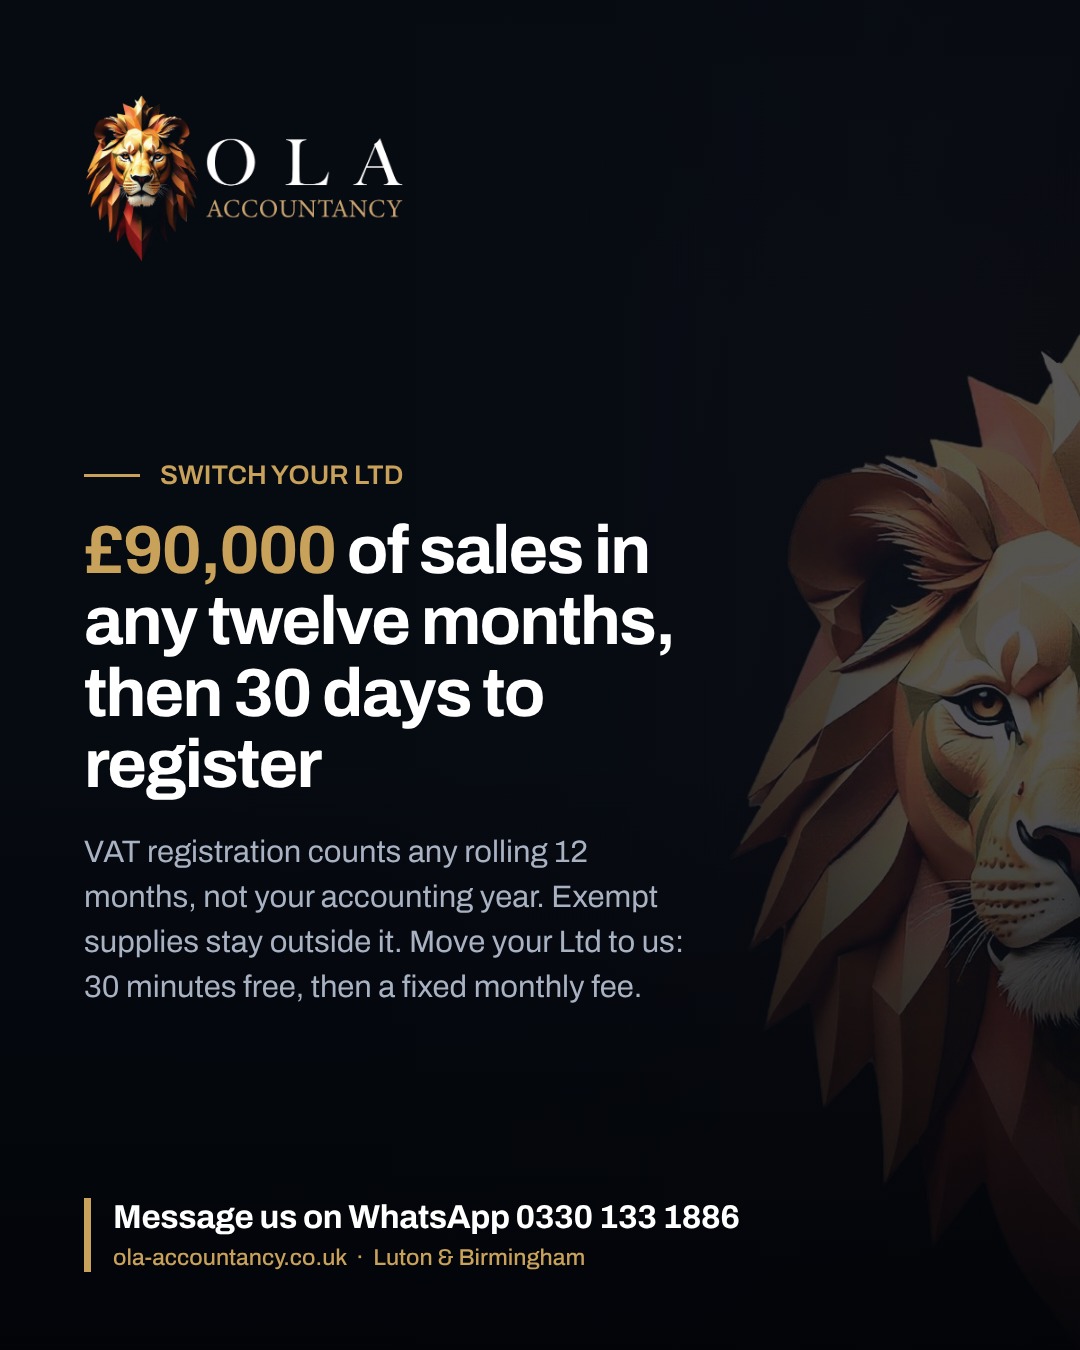 OLA
ACCOUNTANCY
SWITCH YOUR LTD
£90,000 of sales in
any twelve months,
then 30 days to
register
VAT registration counts any rolling 12
months, not your accounting year. Exempt
supplies stay outside it. Move your Ltd to us:
30 minutes free, then a fixed monthly fee.
Message us on WhatsApp 0330 133 1886
ola-accountancy.co.uk · Luton & Birmingham